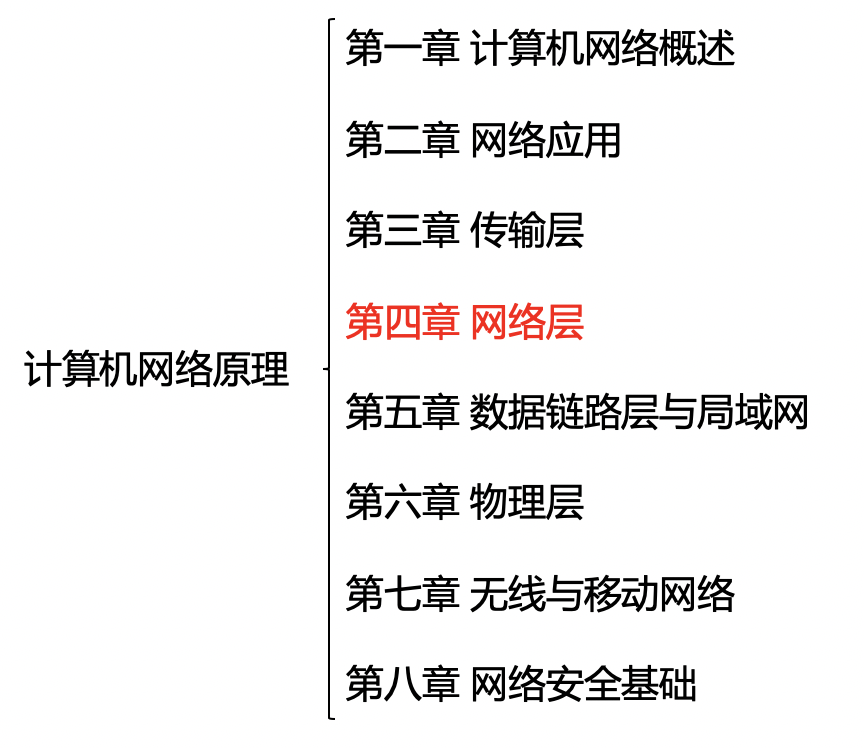 计算机网络原理
第一章 计算机网络概述
第二章 网络应用
第三章 传输层
第四章 网络层
第五章 数据链路层与局域网
第六章 物理层
第七章 无线与移动网络
第八章 网络安全基础